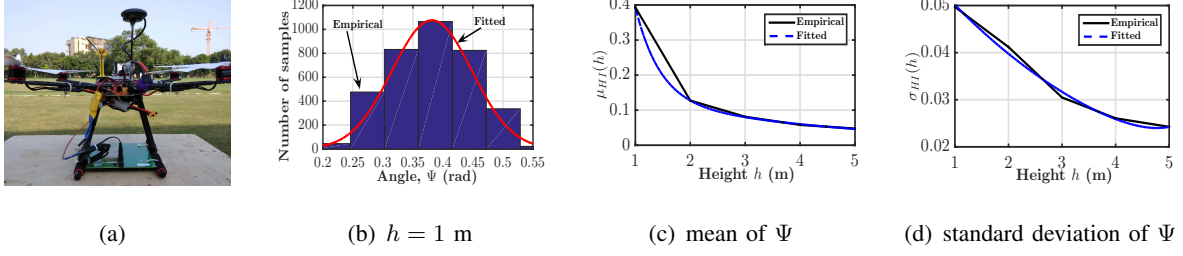 1200
1000
800
600
400
200
0
Number of samples
Empirical
Fitted
0.2 0.25 0.3 0.35 0.4 0.45 0.5 0.55
Angle, Ψ (rad)
0.4
0.3
0.2
0.1
0
μ_HI(h)
Empirical
Fitted
1 2 3 4 5
Height h (m)
0.05
0.04
0.03
0.02
σ_HI(h)
Empirical
Fitted
1 2 3 4 5
Height h (m)
(a)
(b) h = 1 m
(c) mean of Ψ
(d) standard deviation of Ψ